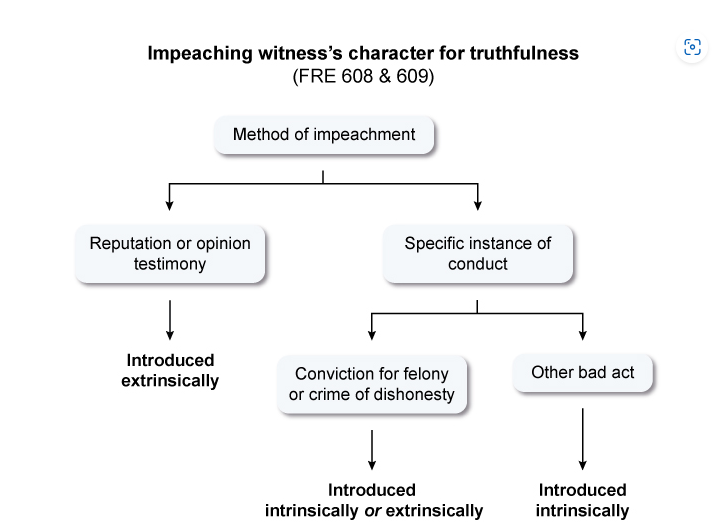 Impeaching witness's character for truthfulness
(FRE 608 & 609)
Method of impeachment
Reputation or opinion
testimony
Specific instance of
conduct
Introduced
extrinsically
Conviction for felony
or crime of dishonesty
Other bad act
Introduced
intrinsically or extrinsically
Introduced
intrinsically